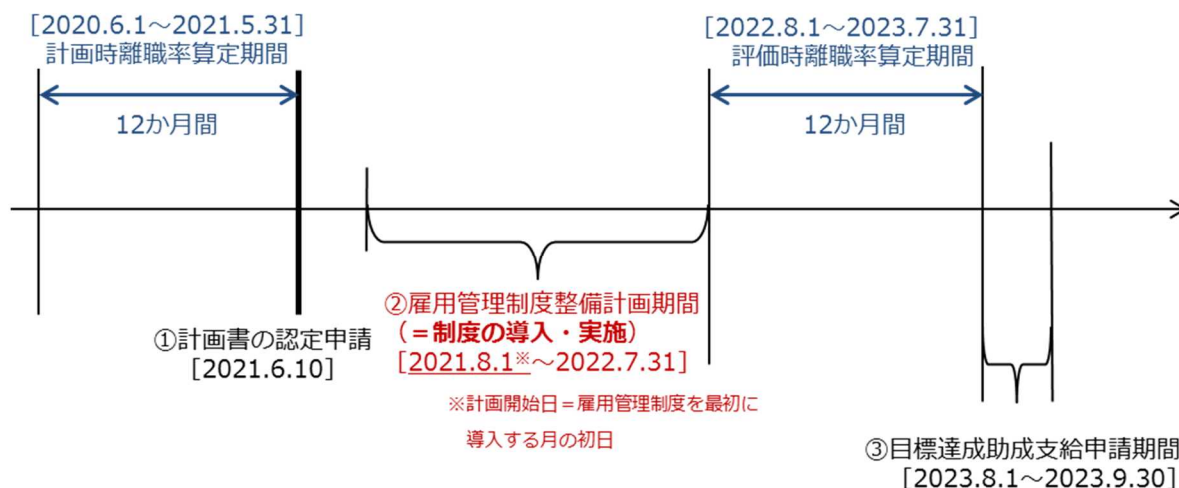 [2020.6.1～2021.5.31]
計画時離職率算定期間
12か月間
[2022.8.1～2023.7.31]
評価時離職率算定期間
12か月間
①計画書の認定申請
[2021.6.10]
②雇用管理制度整備計画期間
（＝制度の導入・実施）
[2021.8.1※～2022.7.31]
※計画開始日＝雇用管理制度を最初に
導入する月の初日
③目標達成助成支給申請期間
[2023.8.1～2023.9.30]